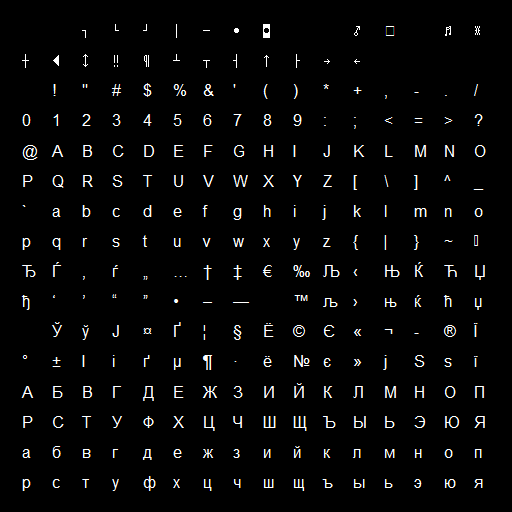 ┐ └ ┘ │ ─ • ◘ ♂ □ ♬
┼ ◄ ↕ ‼ ¶ ┴ ┬ ┤ ↑ ├ → ←
! " # $ % & ' ( ) * + , - . /
0 1 2 3 4 5 6 7 8 9 : ; < = > ?
@ A B C D E F G H I J K L M N O
P Q R S T U V W X Y Z [ \ ] ^ _
` a b c d e f g h i j k l m n o
p q r s t u v w x y z { | } ~ ▯
Ђ Ѓ ‚ ѓ „ … † ‡ € ‰ Љ ‹ Њ Ќ Ћ Џ
ђ ‘ ’ “ ” • – — ™ љ › њ ќ ћ џ
Ў ў Ј ¤ Ґ ¦ § Ё © Є « ¬ - ® Ї
° ± І і ґ µ ¶ · ё № є » ј Ѕ ѕ ї
А Б В Г Д Е Ж З И Й К Л М Н О П
Р С Т У Ф Х Ц Ч Ш Щ Ъ Ы Ь Э Ю Я
а б в г д е ж з и й к л м н о п
р с т у ф х ц ч ш щ ъ ы ь э ю я